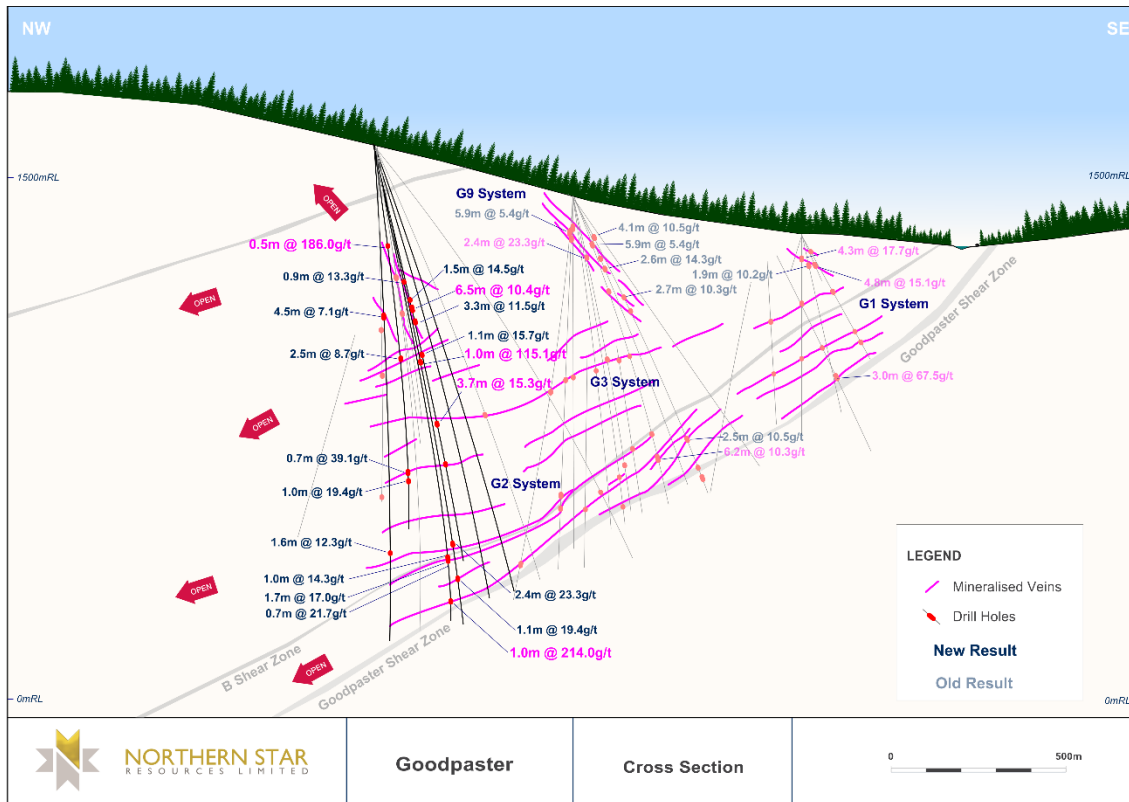 NW
SE
1500mRL
1500mRL
G9 System
5.9m @ 5.4g/t
4.1m @ 10.5g/t
OPEN
0.5m @ 186.0g/t
2.4m @ 23.3g/t
5.9m @ 5.4g/t
4.3m @ 17.7g/t
2.6m @ 14.3g/t
1.9m @ 10.2g/t
0.9m @ 13.3g/t
1.5m @ 14.5g/t
6.5m @ 10.4g/t
2.7m @ 10.3g/t
4.8m @ 15.1g/t
OPEN
4.5m @ 7.1g/t
3.3m @ 11.5g/t
G1 System
Goodpaster Shear Zone
1.1m @ 15.7g/t
2.5m @ 8.7g/t
1.0m @ 115.1g/t
3.7m @ 15.3g/t
G3 System
3.0m @ 67.5g/t
OPEN
2.5m @ 10.5g/t
6.2m @ 10.3g/t
0.7m @ 39.1g/t
1.0m @ 19.4g/t
G2 System
1.6m @ 12.3g/t
1.0m @ 14.3g/t
1.7m @ 17.0g/t
0.7m @ 21.7g/t
2.4m @ 23.3g/t
OPEN
1.1m @ 19.4g/t
1.0m @ 214.0g/t
B Shear Zone
Goodpaster Shear Zone
OPEN
LEGEND
Mineralised Veins
Drill Holes
New Result
Old Result
0mRL
0mRL
NORTHERN STAR
RESOURCES LIMITED
Goodpaster
Cross Section
0
500m